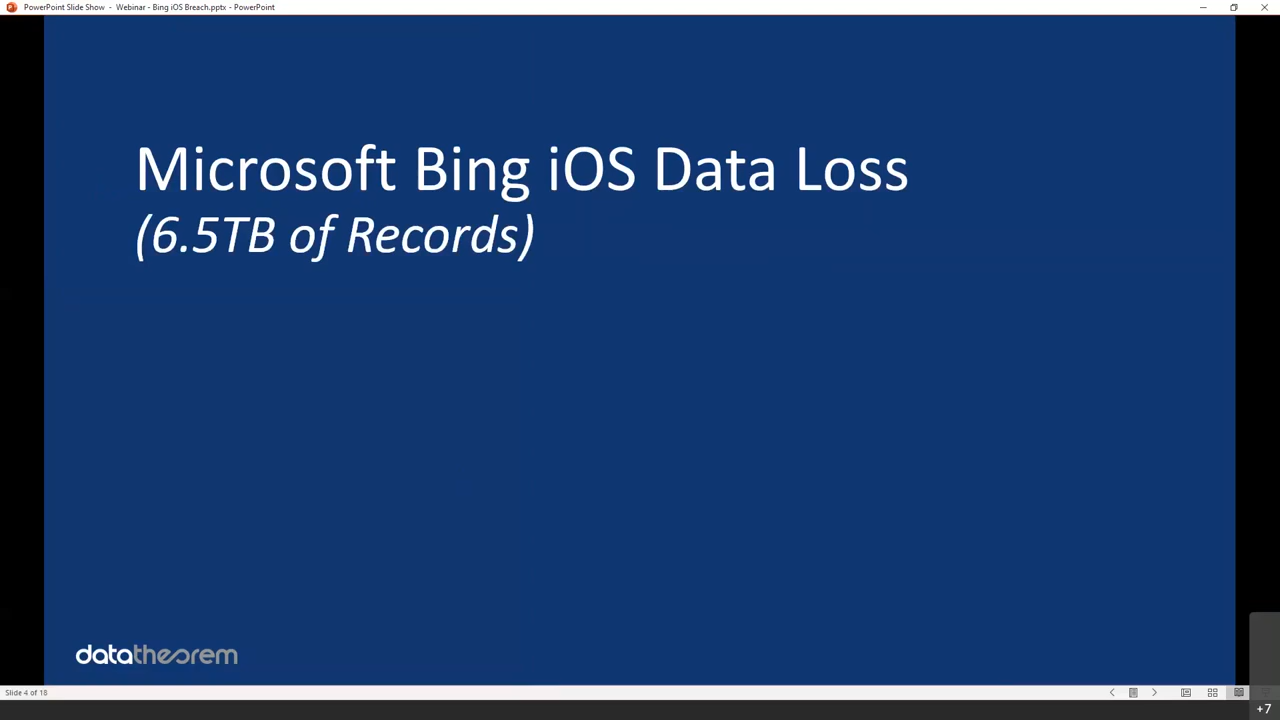 PowerPoint Slide Show - Webinar - Bing iOS Breach.pptx - PowerPoint
Microsoft Bing iOS Data Loss
(6.5TB of Records)
datatheorem
Slide 4 of 18
+7